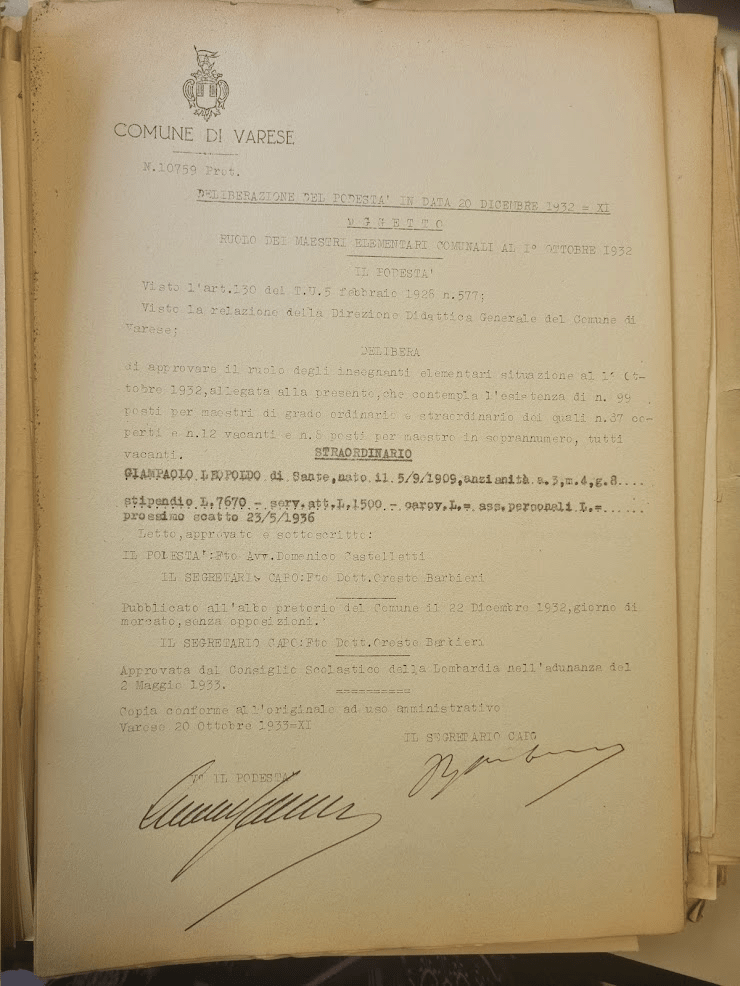 COMUNE DI VARESE
N.10759 Prot.
DELIBERAZIONE DEL PODESTA' IN DATA 20 DICEMBRE 1932 = XI
OGGETTO
RUOLO DEI MAESTRI ELEMENTARI COMUNALI AL I° OTTOBRE 1932
IL PODESTA'
Visto l'art.130 del T.U.5 febbraio 1928 n.577;
Visto la relazione della Direzione Didattica Generale del Comune di
Varese;
DELIBERA
di approvare il ruolo degli insegnanti elementari situazione al 1° Ot-
tobre 1932,allegata alla presente,che contempla l'esistenza di n. 99
posti per maestri di grado ordinario e straordinario dei quali n.87 co-
perti e n.12 vacanti e n.8 posti per maestro in soprannumero, tutti
vacanti.
STRAORDINARIO
GIAMPAOLO LEOPOLDO di Sante,nato il 5/9/1909,anzianità a.3,m.4,g.8....
stipendio L.7670 - serv.att.L.1500 - carov.L.= ass.personali L.=......
prossimo scatto 23/5/1936
Letto,approvato e sottoscritto:
IL PODESTA':Fto Avv.Domenico Castelletti
IL SEGRETARIO CAPO:Fto Dott.Oreste Barbieri
Pubblicato all'albo pretorio del Comune il 22 Dicembre 1932,giorno di
mercato,senza opposizioni.
IL SEGRETARIO CAPO:Fto Dott.Oreste Barbieri
Approvata dal Consiglio Scolastico della Lombardia nell'adunanza del
2 Maggio 1933.
==========
Copia conforme all'originale ad uso amministrativo
Varese 20 Ottobre 1933=XI
IL SEGRETARIO CAPO
V° IL PODESTA'